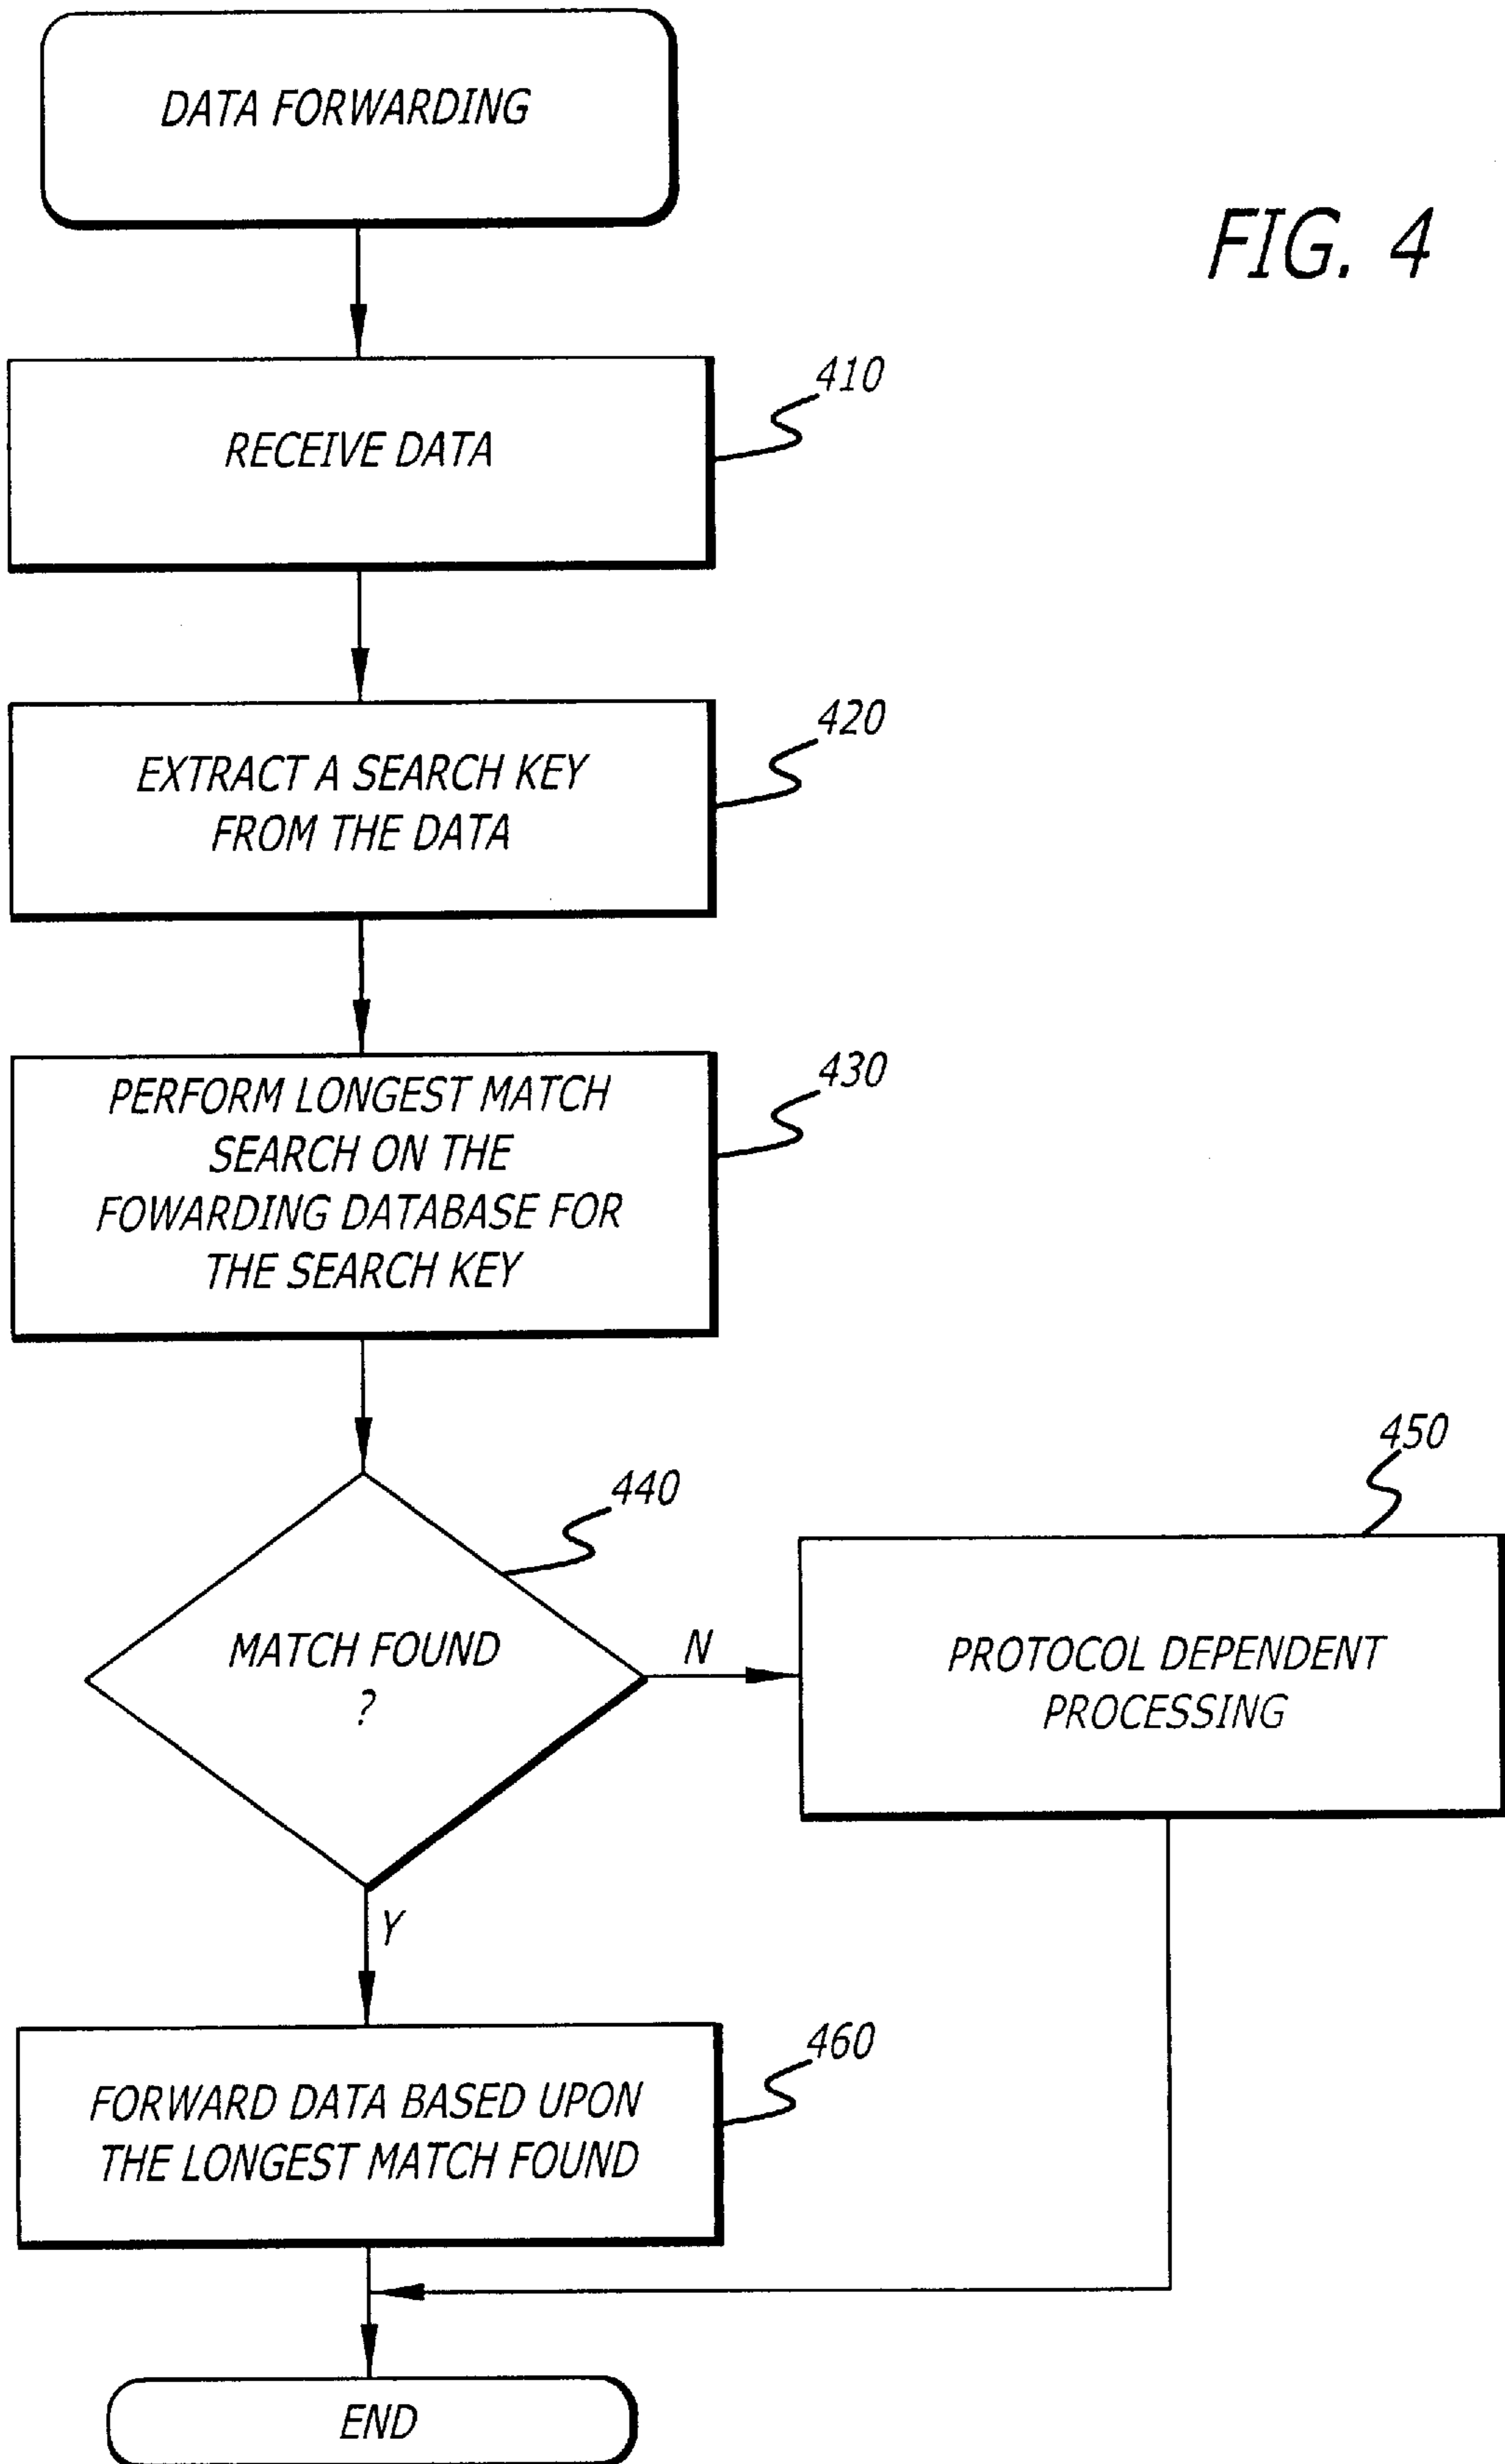 DATA FORWARDING
FIG. 4
410
RECEIVE DATA
420
EXTRACT A SEARCH KEY
FROM THE DATA
430
PERFORM LONGEST MATCH
SEARCH ON THE
FOWARDING DATABASE FOR
THE SEARCH KEY
440
450
MATCH FOUND
?
N
PROTOCOL DEPENDENT
PROCESSING
Y
460
FORWARD DATA BASED UPON
THE LONGEST MATCH FOUND
END